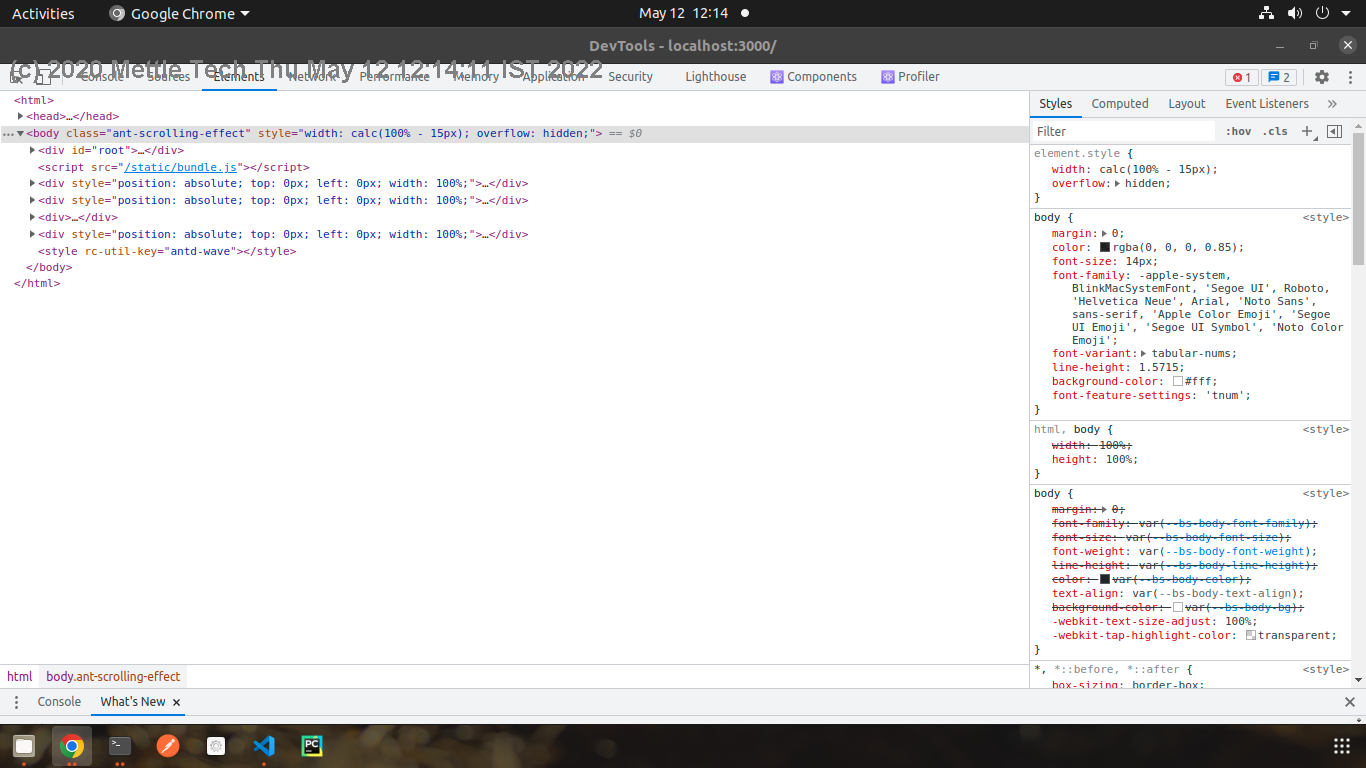 Activities Google Chrome May 12 12:14
DevTools - localhost:3000/
(c) 2020 Mettle Tech Thu May 12 12:14:11 IST 2022
Console Sources Elements Network Performance Memory Application Security Lighthouse Components Profiler 1 2
<html>
<head>…</head>
<body class="ant-scrolling-effect" style="width: calc(100% - 15px); overflow: hidden;"> == $0
<div id="root">…</div>
<script src="/static/bundle.js"></script>
<div style="position: absolute; top: 0px; left: 0px; width: 100%;">…</div>
<div style="position: absolute; top: 0px; left: 0px; width: 100%;">…</div>
<div>…</div>
<div style="position: absolute; top: 0px; left: 0px; width: 100%;">…</div>
<style rc-util-key="antd-wave"></style>
</body>
</html>
Styles Computed Layout Event Listeners »
Filter :hov .cls +
element.style {
width: calc(100% - 15px);
overflow: hidden;
}
body { <style>
margin: 0;
color: rgba(0, 0, 0, 0.85);
font-size: 14px;
font-family: -apple-system,
BlinkMacSystemFont, 'Segoe UI', Roboto,
'Helvetica Neue', Arial, 'Noto Sans',
sans-serif, 'Apple Color Emoji', 'Segoe
UI Emoji', 'Segoe UI Symbol', 'Noto Color
Emoji';
font-variant: tabular-nums;
line-height: 1.5715;
background-color: #fff;
font-feature-settings: 'tnum';
}
html, body { <style>
width: 100%;
height: 100%;
}
body { <style>
margin: 0;
font-family: var(--bs-body-font-family);
font-size: var(--bs-body-font-size);
font-weight: var(--bs-body-font-weight);
line-height: var(--bs-body-line-height);
color: var(--bs-body-color);
text-align: var(--bs-body-text-align);
background-color: var(--bs-body-bg);
-webkit-text-size-adjust: 100%;
-webkit-tap-highlight-color: transparent;
}
*, *::before, *::after { <style>
box-sizing: border-box;
html body.ant-scrolling-effect
Console What's New
PC